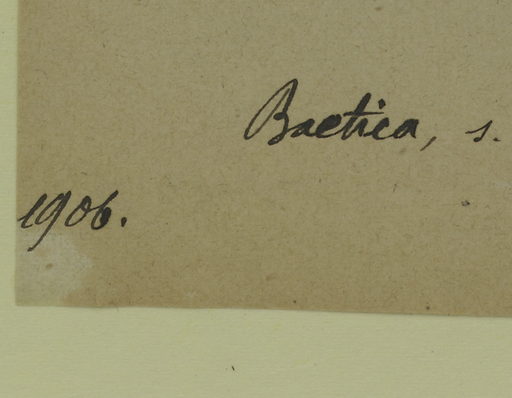 Baetica, s.
1906.